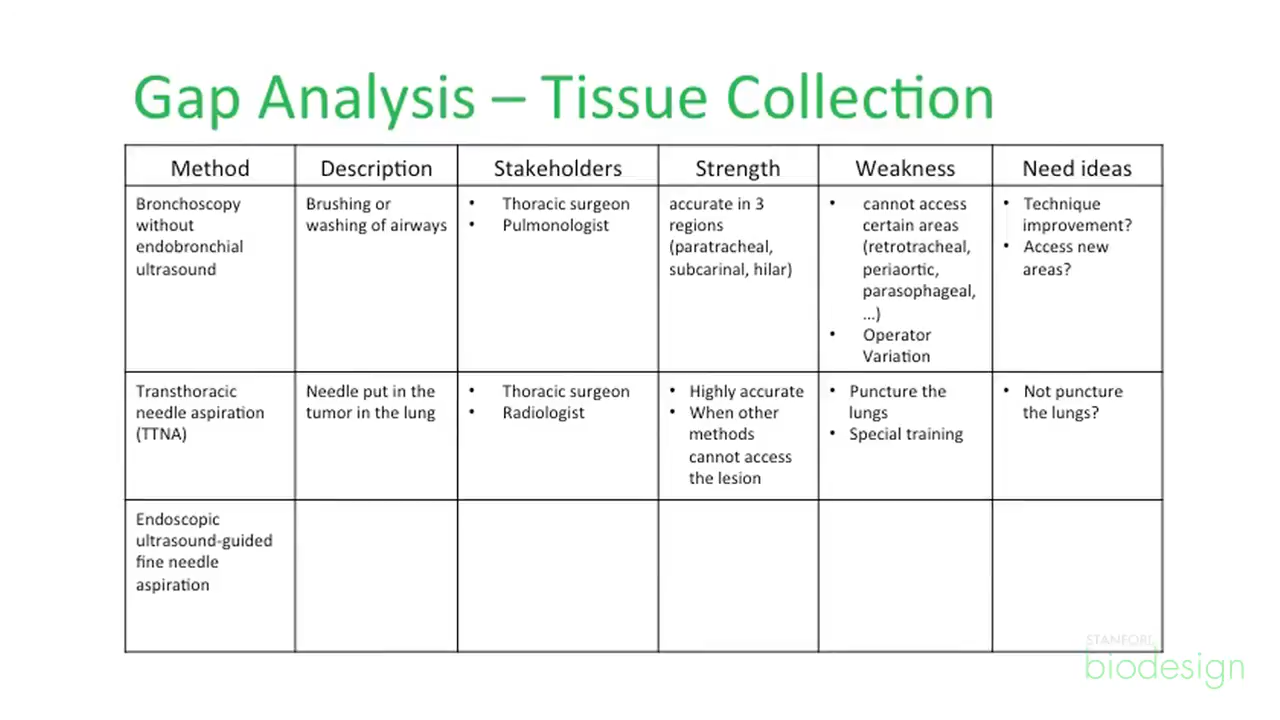 Gap Analysis – Tissue Collection
Method
Description
Stakeholders
Strength
Weakness
Need ideas
Bronchoscopy
without
endobronchial
ultrasound
Brushing or
washing of airways
• Thoracic surgeon
• Pulmonologist
accurate in 3
regions
(paratracheal,
subcarinal, hilar)
• cannot access
certain areas
(retrotracheal,
periaortic,
parasophageal,
...)
• Operator
Variation
• Technique
improvement?
• Access new
areas?
Transthoracic
needle aspiration
(TTNA)
Needle put in the
tumor in the lung
• Thoracic surgeon
• Radiologist
• Highly accurate
• When other
methods
cannot access
the lesion
• Puncture the
lungs
• Special training
• Not puncture
the lungs?
Endoscopic
ultrasound-guided
fine needle
aspiration
STANFORD
biodesign